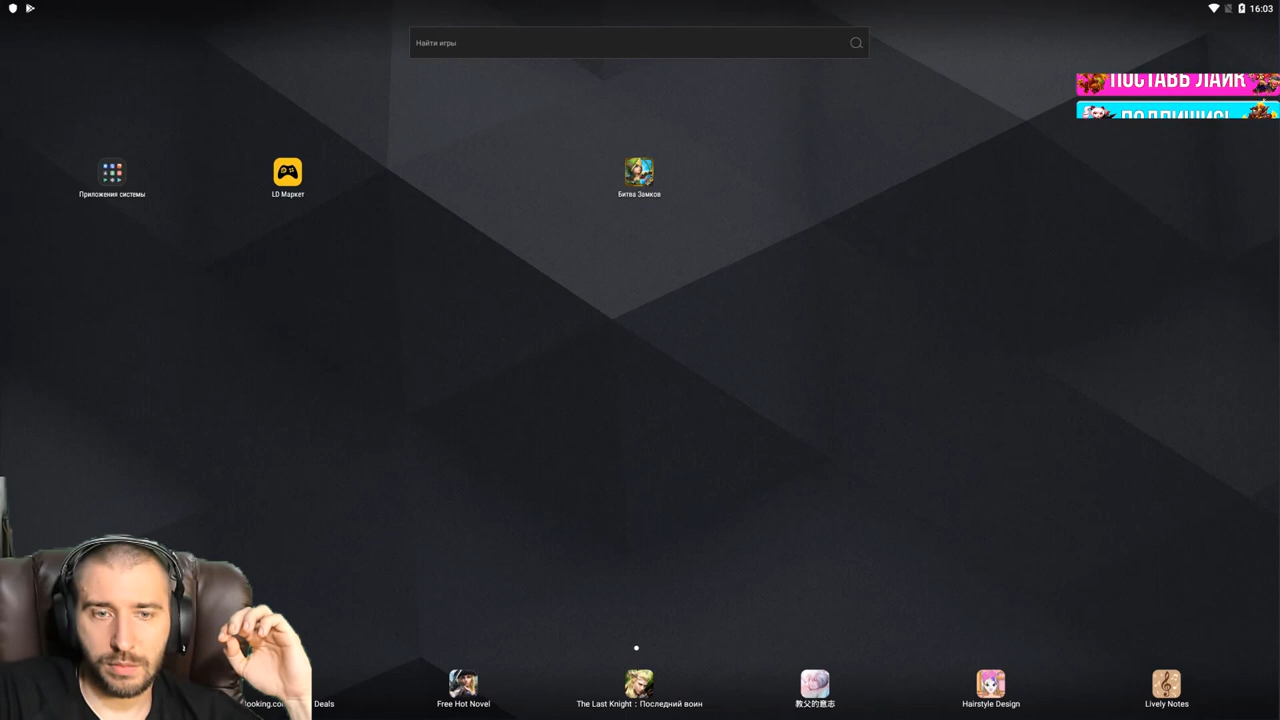 16:03
Найти игры
ПОСТАВЬ ЛАЙК
ПОДПИШИСЬ
Приложения системы
LD Маркет
Битва Замков
Deals
Free Hot Novel
The Last Knight : Последний воин
教父的意志
Hairstyle Design
Lively Notes